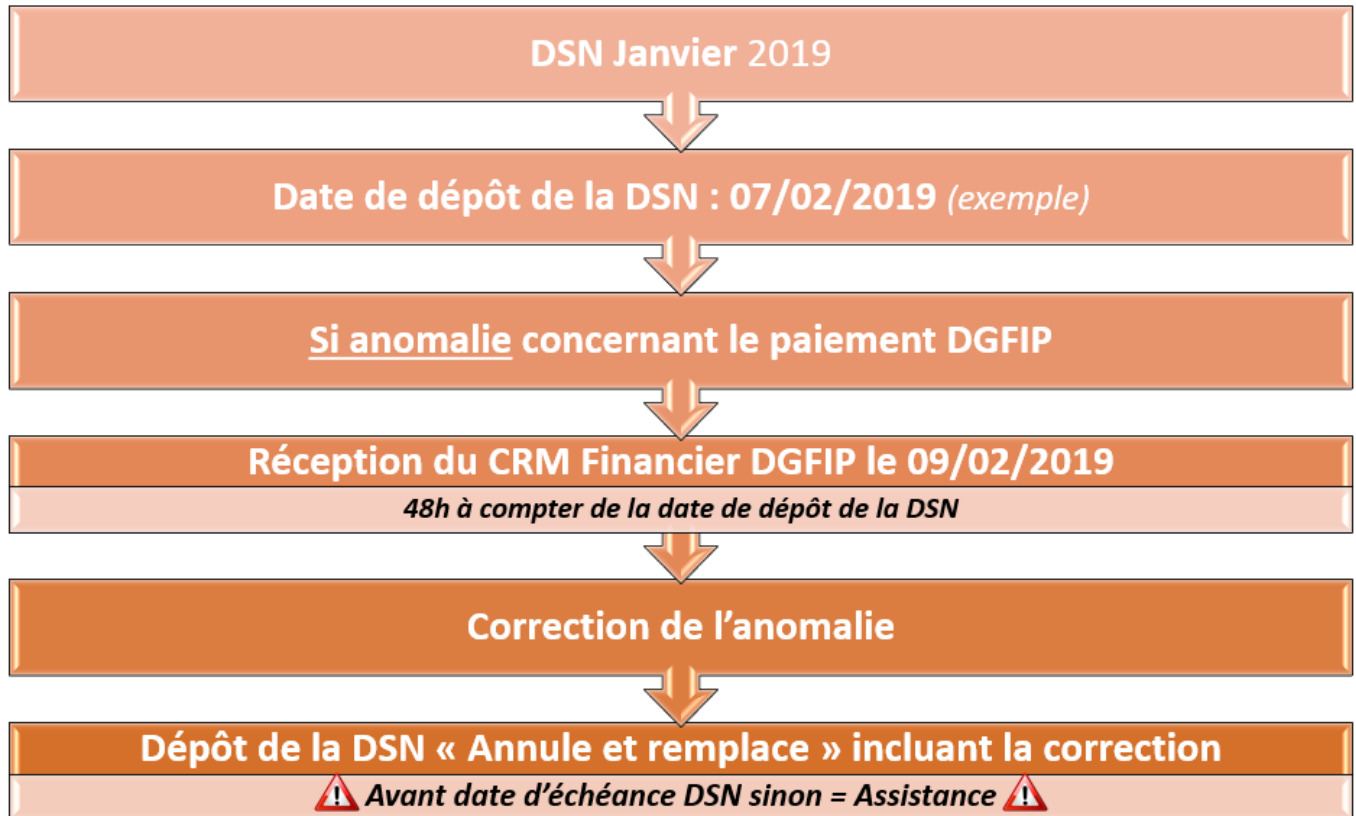 DSN Janvier 2019
Date de dépôt de la DSN : 07/02/2019 (exemple)
Si anomalie concernant le paiement DGFIP
Réception du CRM Financier DGFIP le 09/02/2019
48h à compter de la date de dépôt de la DSN
Correction de l’anomalie
Dépôt de la DSN « Annule et remplace » incluant la correction
Avant date d’échéance DSN sinon = Assistance